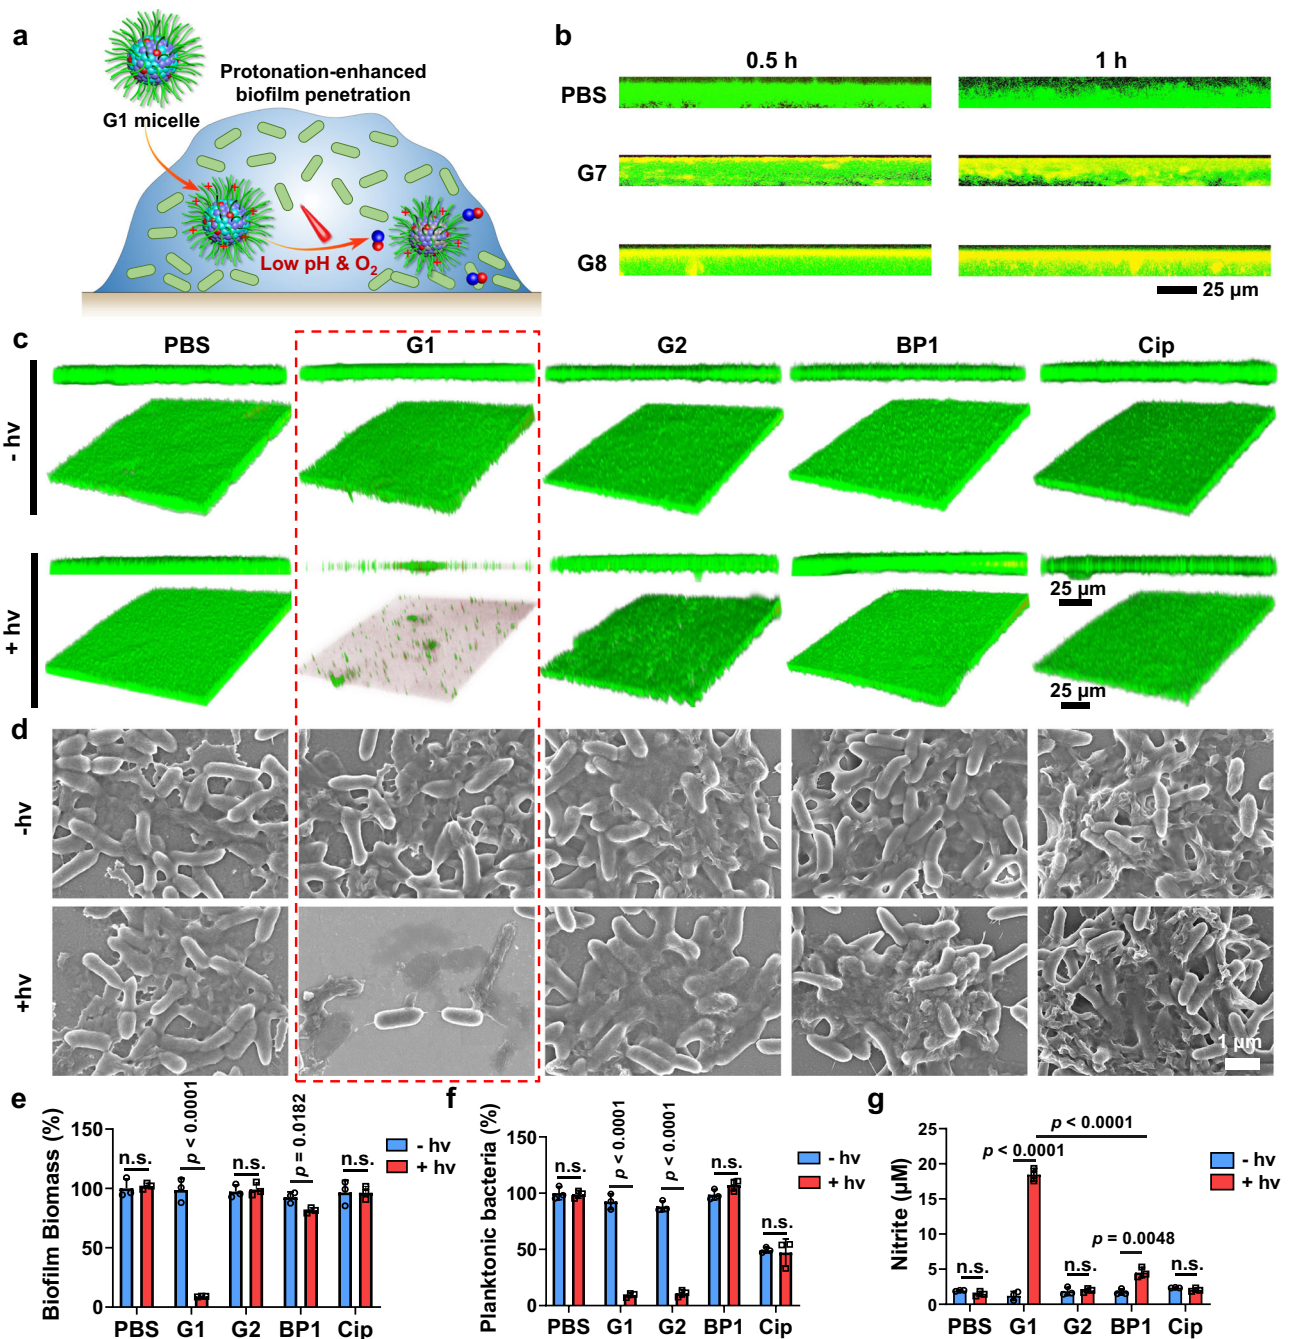 a
G1 micelle
Protonation-enhanced
biofilm penetration
Low pH & O2
b
0.5 h
1 h
PBS
G7
G8
25 µm
c
PBS
G1
G2
BP1
Cip
- hv
+ hv
25 µm
25 µm
d
-hv
+hv
1 µm
e
Biofilm Biomass (%)
150
100
50
0
n.s.
p < 0.0001
n.s.
p = 0.0182
n.s.
- hv
+ hv
PBS
G1
G2
BP1
Cip
f
Planktonic bacteria (%)
150
100
50
0
n.s.
p < 0.0001
p < 0.0001
n.s.
n.s.
- hv
+ hv
PBS
G1
G2
BP1
Cip
g
Nitrite (µM)
25
20
15
10
5
0
n.s.
p < 0.0001
p < 0.0001
n.s.
p = 0.0048
n.s.
- hv
+ hv
PBS
G1
G2
BP1
Cip